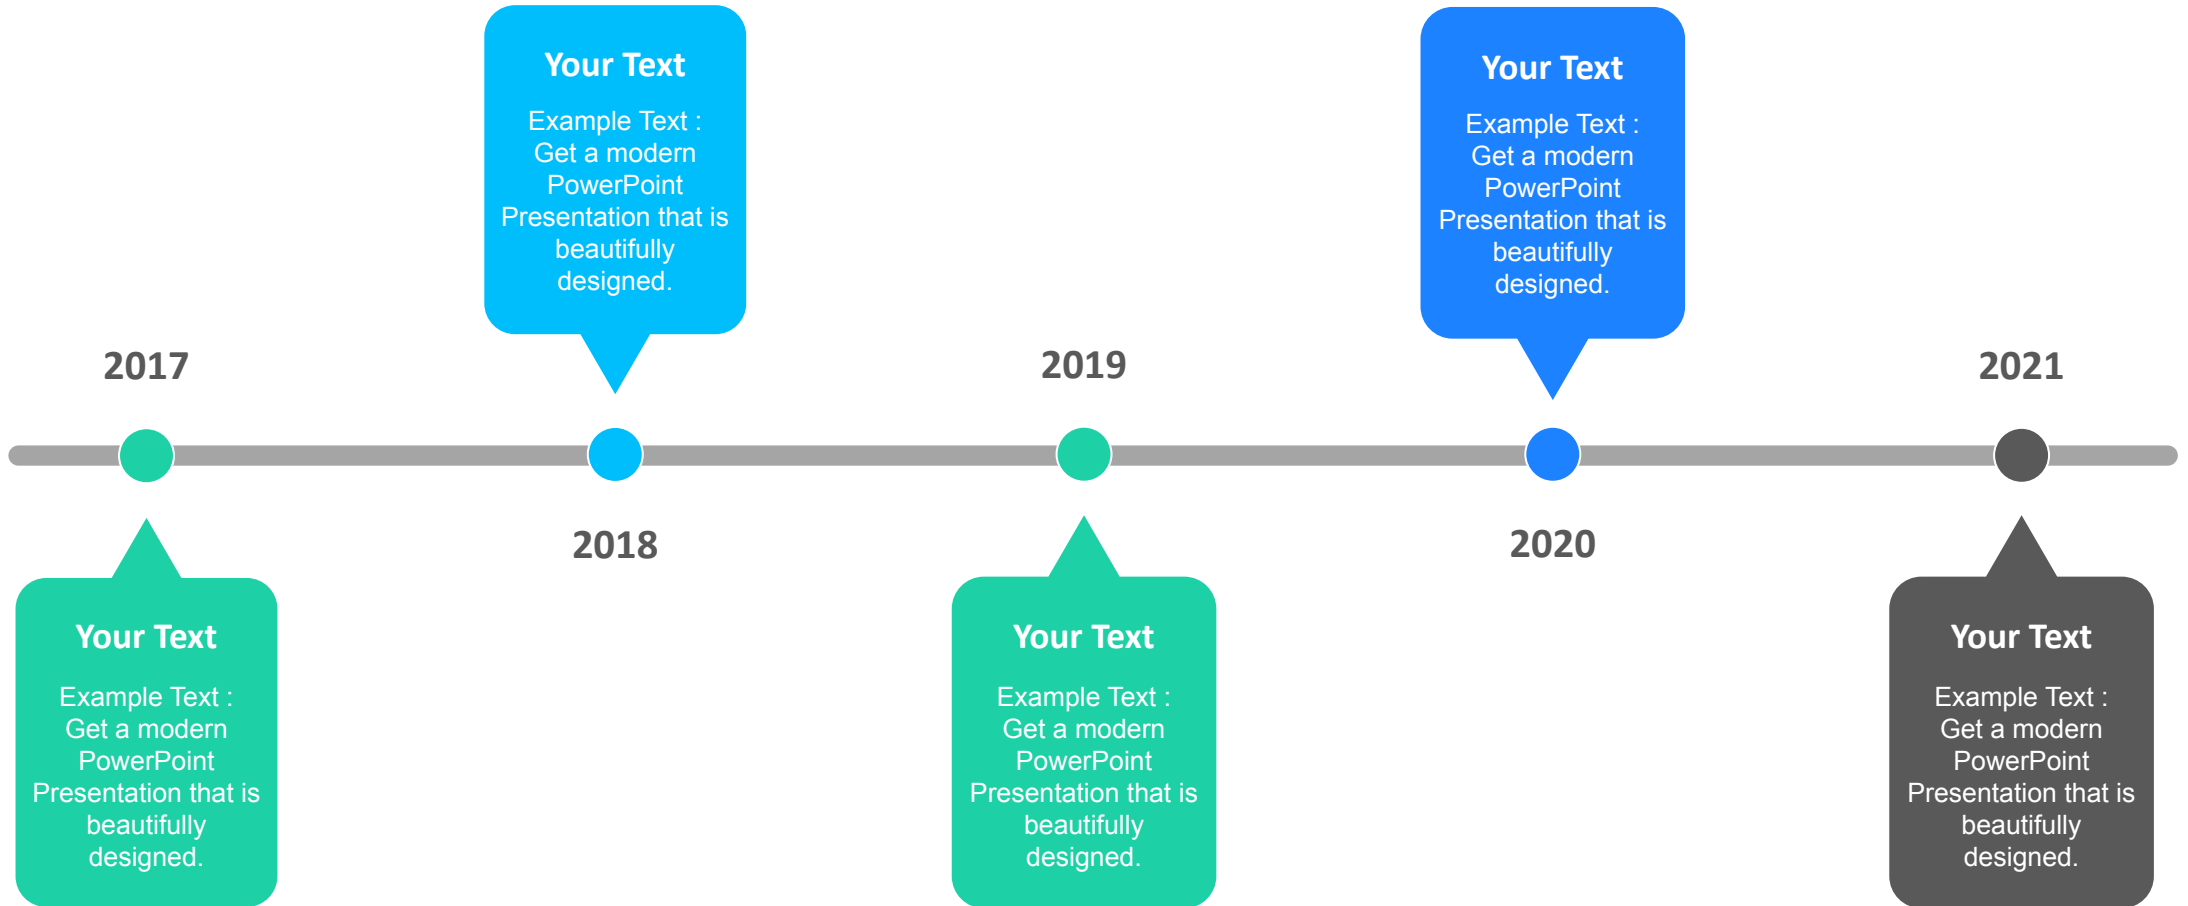 2017
Your Text
Example Text :
Get a modern
PowerPoint
Presentation that is
beautifully
designed.
Your Text
Example Text :
Get a modern
PowerPoint
Presentation that is
beautifully
designed.
2018
2019
Your Text
Example Text :
Get a modern
PowerPoint
Presentation that is
beautifully
designed.
Your Text
Example Text :
Get a modern
PowerPoint
Presentation that is
beautifully
designed.
2020
2021
Your Text
Example Text :
Get a modern
PowerPoint
Presentation that is
beautifully
designed.